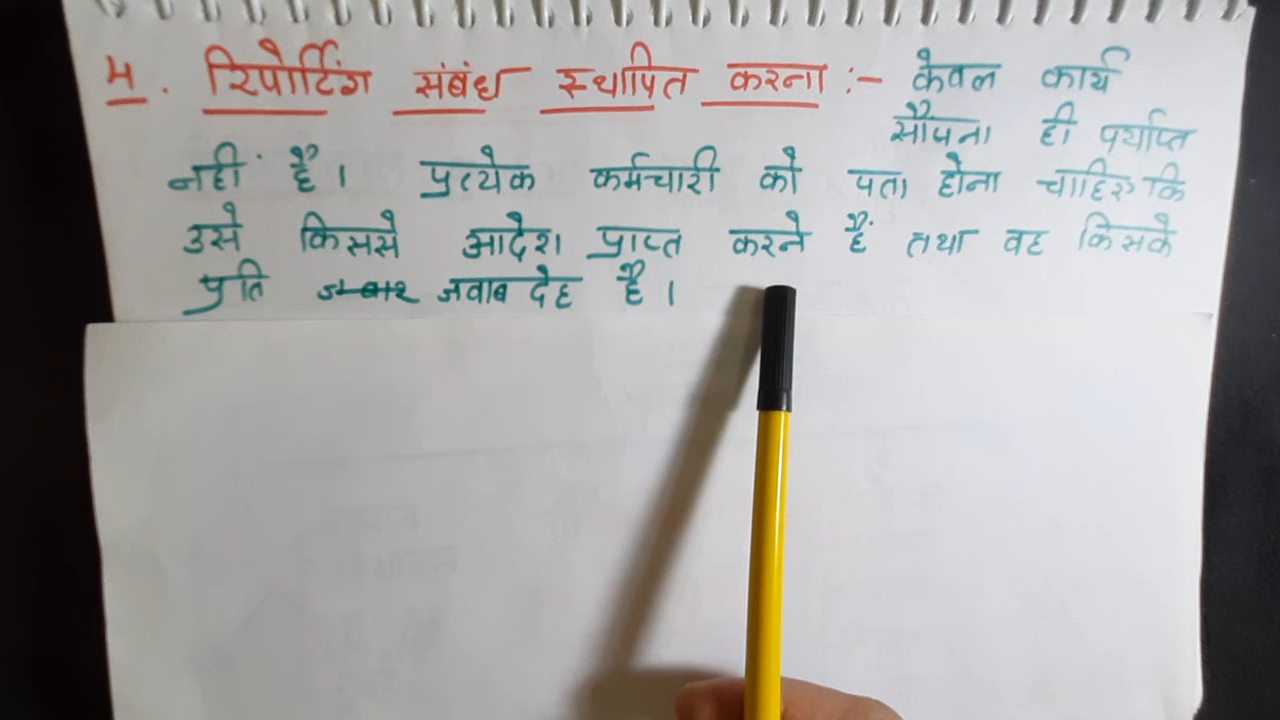 4. रिपोर्टिंग संबंध स्थापित करना :- केवल कार्य
सौंपना ही पर्याप्त
नहीं है। प्रत्येक कर्मचारी को पता होना चाहिए कि
उसे किससे आदेश प्राप्त करने हैं तथा वह किसके
प्रति जवाब देह है।